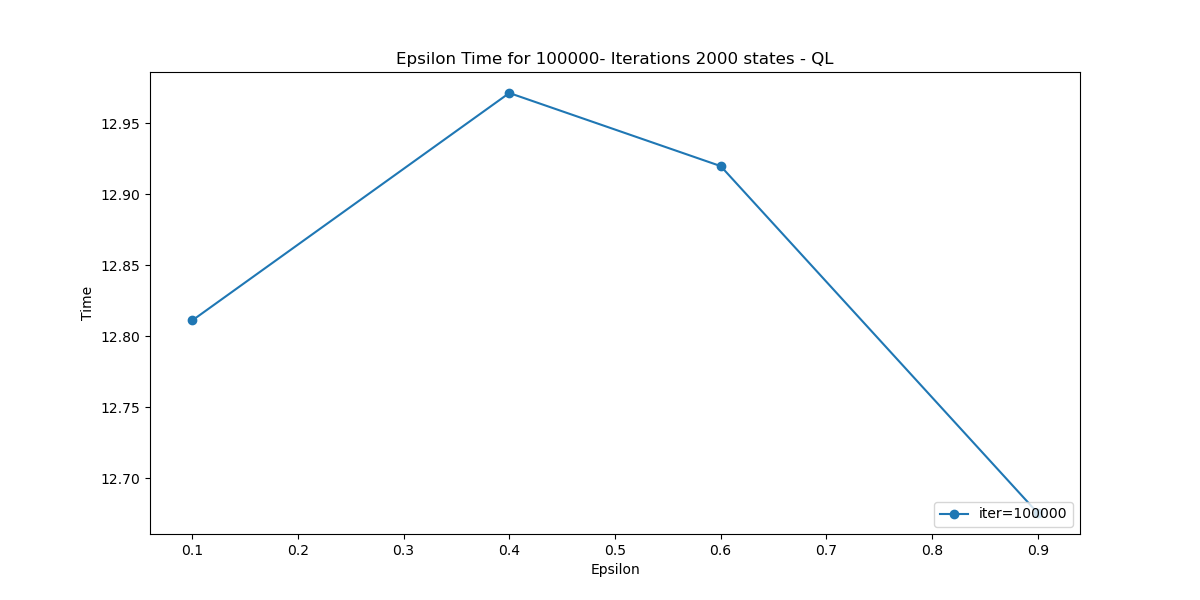 Epsilon Time for 100000- Iterations 2000 states - QL
12.95
12.90
12.85
12.80
12.75
12.70
Time
iter=100000
0.1 0.2 0.3 0.4 0.5 0.6 0.7 0.8 0.9
Epsilon